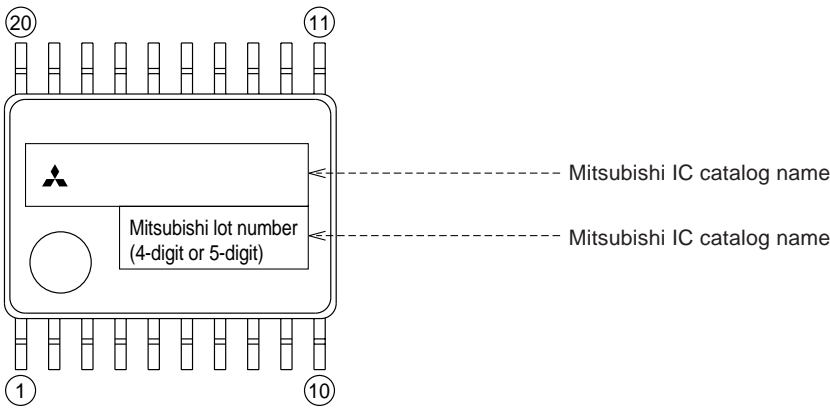 20
11
Mitsubishi IC catalog name
Mitsubishi lot number
(4-digit or 5-digit)
Mitsubishi IC catalog name
1
10